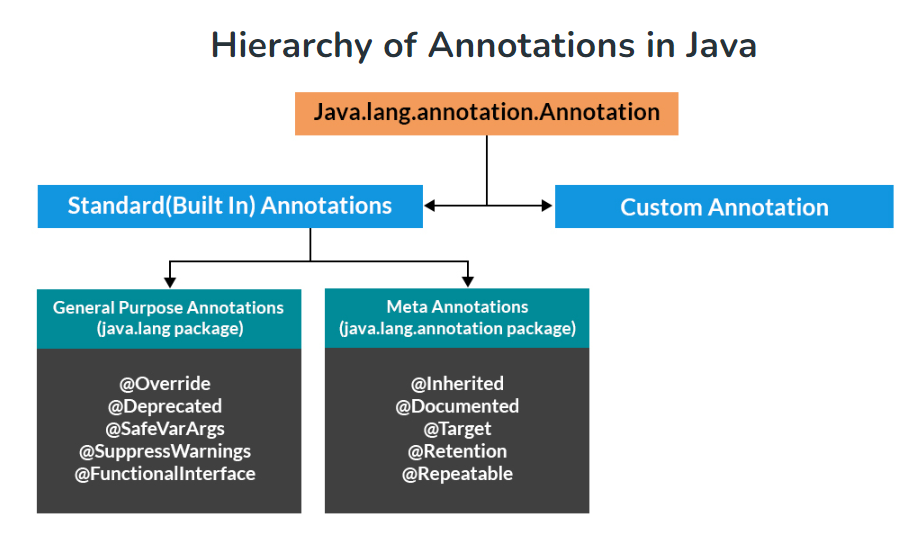 Hierarchy of Annotations in Java
Java.lang.annotation.Annotation
Standard(Built In) Annotations
Custom Annotation
General Purpose Annotations
(java.lang package)
@Override
@Deprecated
@SafeVarArgs
@SuppressWarnings
@FunctionalInterface
Meta Annotations
(java.lang.annotation package)
@Inherited
@Documented
@Target
@Retention
@Repeatable